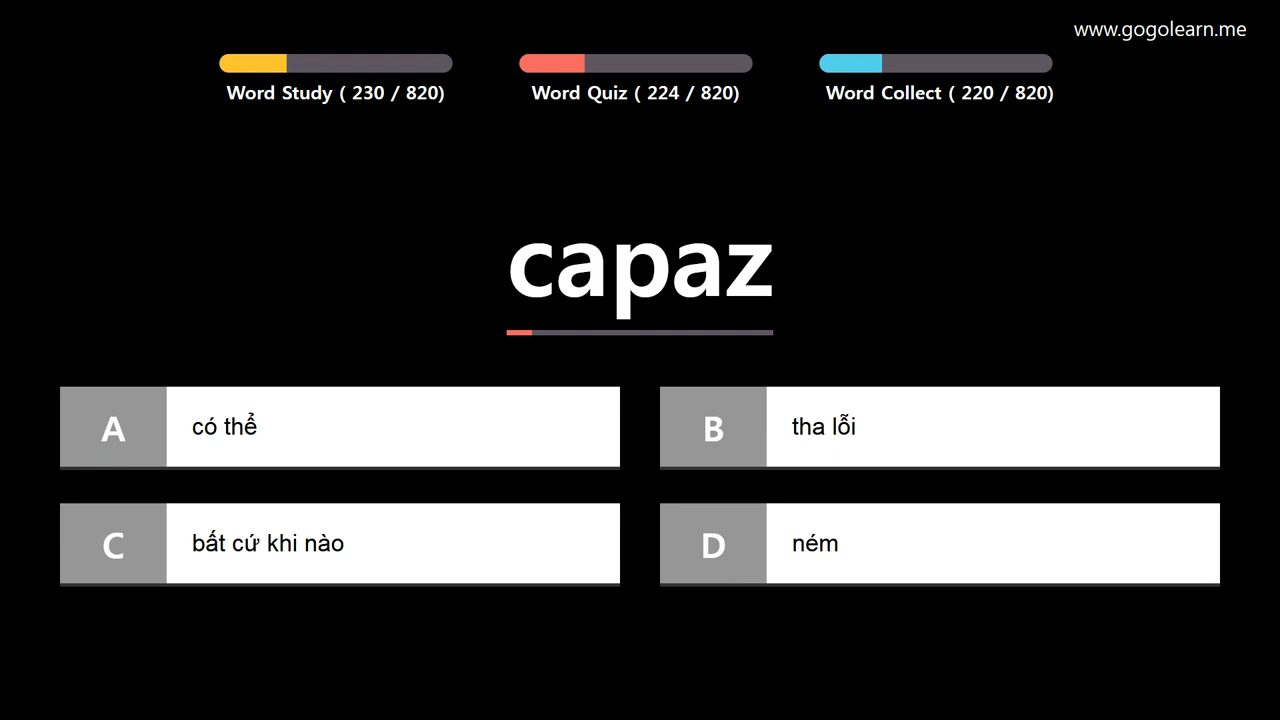 www.gogolearn.me
Word Study ( 230 / 820)
Word Quiz ( 224 / 820)
Word Collect ( 220 / 820)
capaz
A
có thể
B
tha lỗi
C
bất cứ khi nào
D
ném